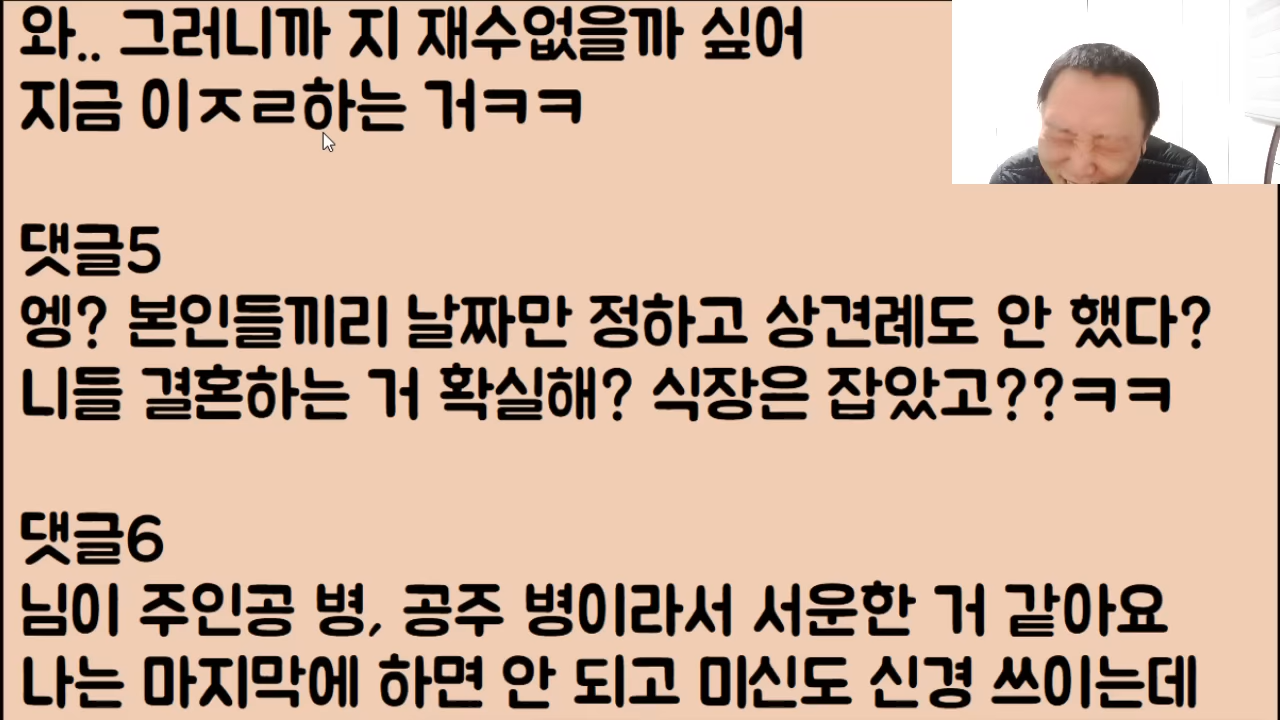 와.. 그러니까 지 재수없을까 싶어
지금 이ㅈㄹ하는 거ㅋㅋ
댓글5
엥? 본인들끼리 날짜만 정하고 상견례도 안 했다?
니들 결혼하는 거 확실해? 식장은 잡았고??ㅋㅋ
댓글6
님이 주인공 병, 공주 병이라서 서운한 거 같아요
나는 마지막에 하면 안 되고 미신도 신경 쓰이는데